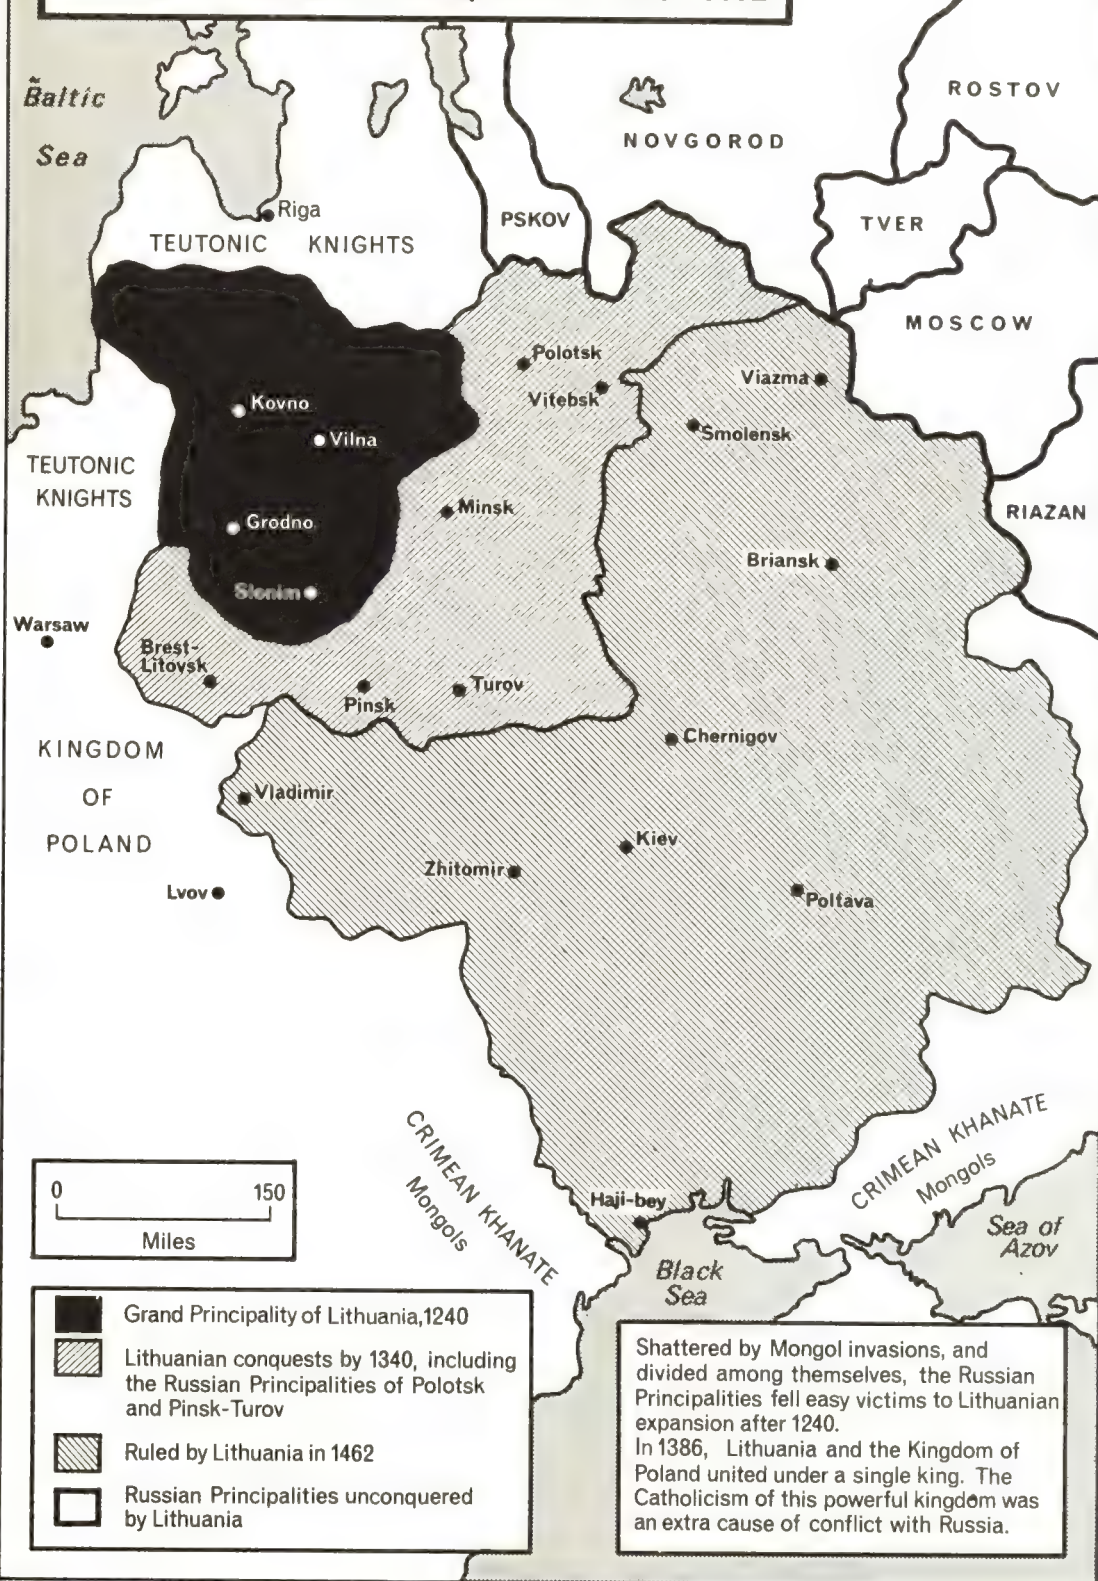 Baltic
Sea
ROSTOV
NOVGOROD
PSKOV
TVER
Riga
TEUTONIC KNIGHTS
MOSCOW
Polotsk
Vitebsk
Viazma
Kovno
Smolensk
Vilna
TEUTONIC
KNIGHTS
Minsk
RIAZAN
Grodno
Briansk
Slonim
Warsaw
Brest-
Litovsk
Pinsk
Turov
Chernigov
KINGDOM
OF
POLAND
Vladimir
Kiev
Zhitomir
Lvov
Poltava
CRIMEAN KHANATE
Mongols
CRIMEAN KHANATE
Mongols
Haji-bey
Sea of
Azov
Black
Sea
0 150
Miles
Grand Principality of Lithuania,1240
Lithuanian conquests by 1340, including
the Russian Principalities of Polotsk
and Pinsk-Turov
Ruled by Lithuania in 1462
Russian Principalities unconquered
by Lithuania
Shattered by Mongol invasions, and
divided among themselves, the Russian
Principalities fell easy victims to Lithuanian
expansion after 1240.
In 1386, Lithuania and the Kingdom of
Poland united under a single king. The
Catholicism of this powerful kingdom was
an extra cause of conflict with Russia.